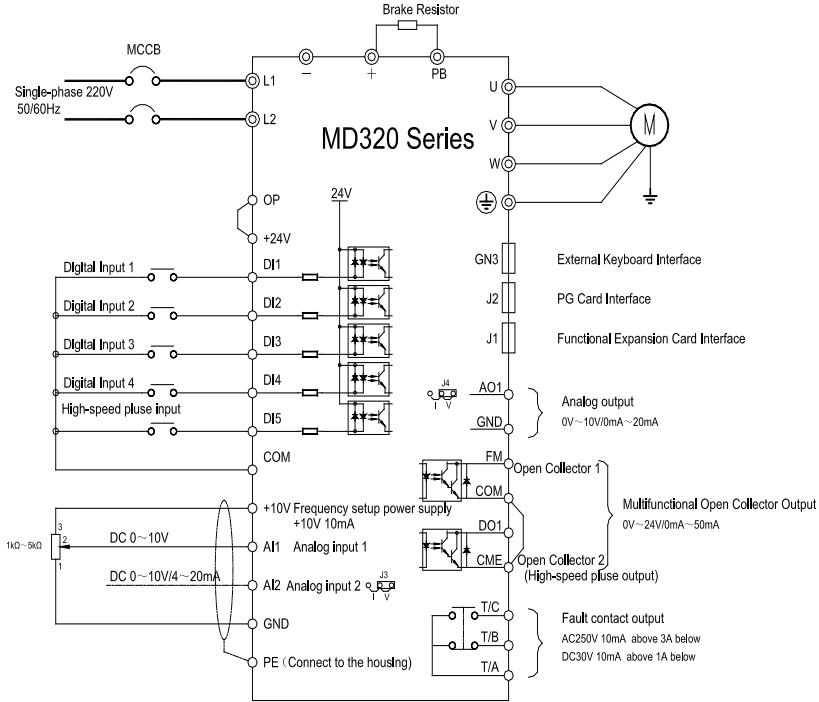 Brake Resistor
MCCB
− + PB
L1
Single-phase 220V
50/60Hz
L2
MD320 Series
U
V
W
M
OP
24V
+24V
Digital Input 1
DI1
Digital Input 2
DI2
Digital Input 3
DI3
Digital Input 4
DI4
High-speed pluse input
DI5
COM
GN3 External Keyboard Interface
J2 PG Card Interface
J1 Functional Expansion Card Interface
J4
I V
AO1
GND
Analog output
0V～10V/0mA～20mA
FM
Open Collector 1
COM
DO1
CME
Open Collector 2
(High-speed pluse output)
Multifunctional Open Collector Output
0V～24V/0mA～50mA
+10V Frequency setup power supply
+10V 10mA
1kΩ～5kΩ
3
2
1
DC 0～10V
AI1 Analog input 1
DC 0～10V/4～20mA
AI2 Analog input 2
J3
I V
GND
PE (Connect to the housing)
T/C
T/B
T/A
Fault contact output
AC250V 10mA above 3A below
DC30V 10mA above 1A below